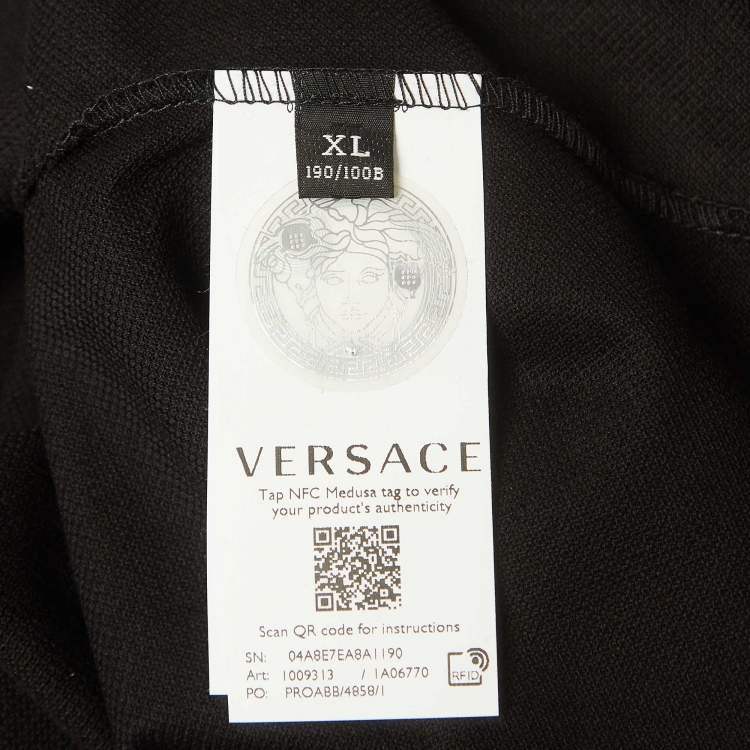 XL
190/100B
VERSACE
Tap NFC Medusa tag to verify
your product's authenticity
Scan QR code for instructions
SN: 04A8E7EA8A1190
Art: 1009313 / 1A06770
PO: PROABB/4858/1
RFID